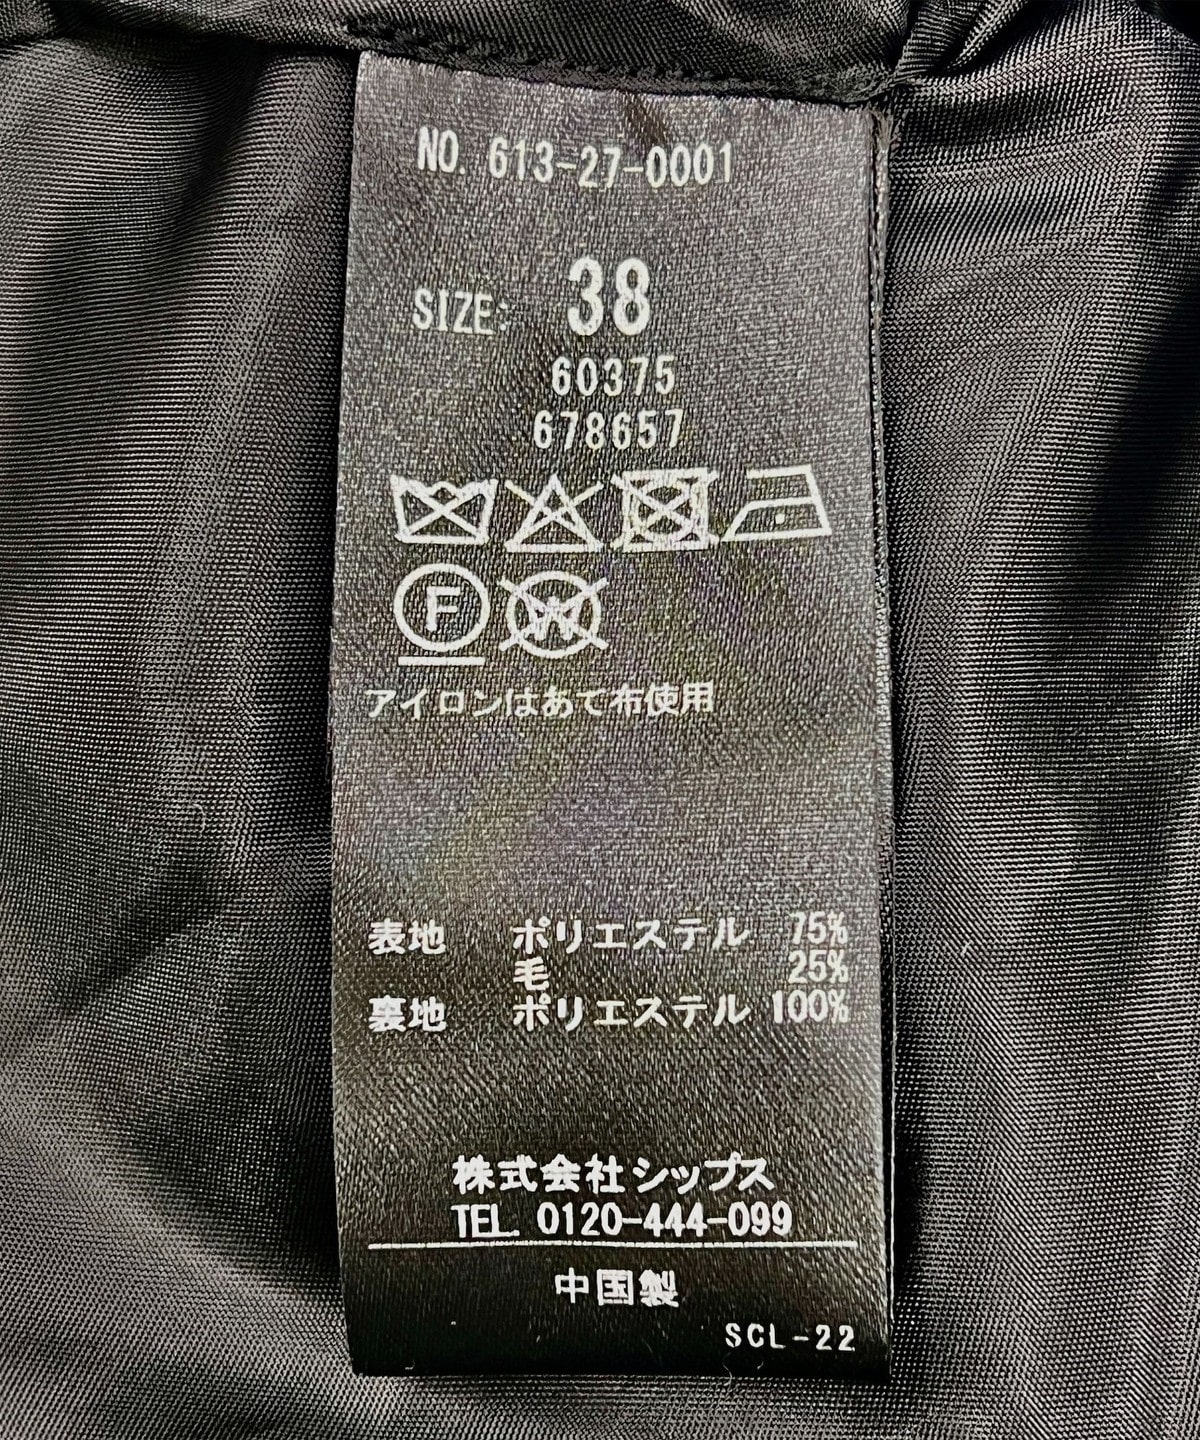 NO. 613-27-0001
SIZE: 38
60375
678657
F
W
アイロンはあて布使用
表地 ポリエステル 75%
毛 25%
裏地 ポリエステル 100%
株式会社シップス
TEL. 0120-444-099
中国製
SCL-22